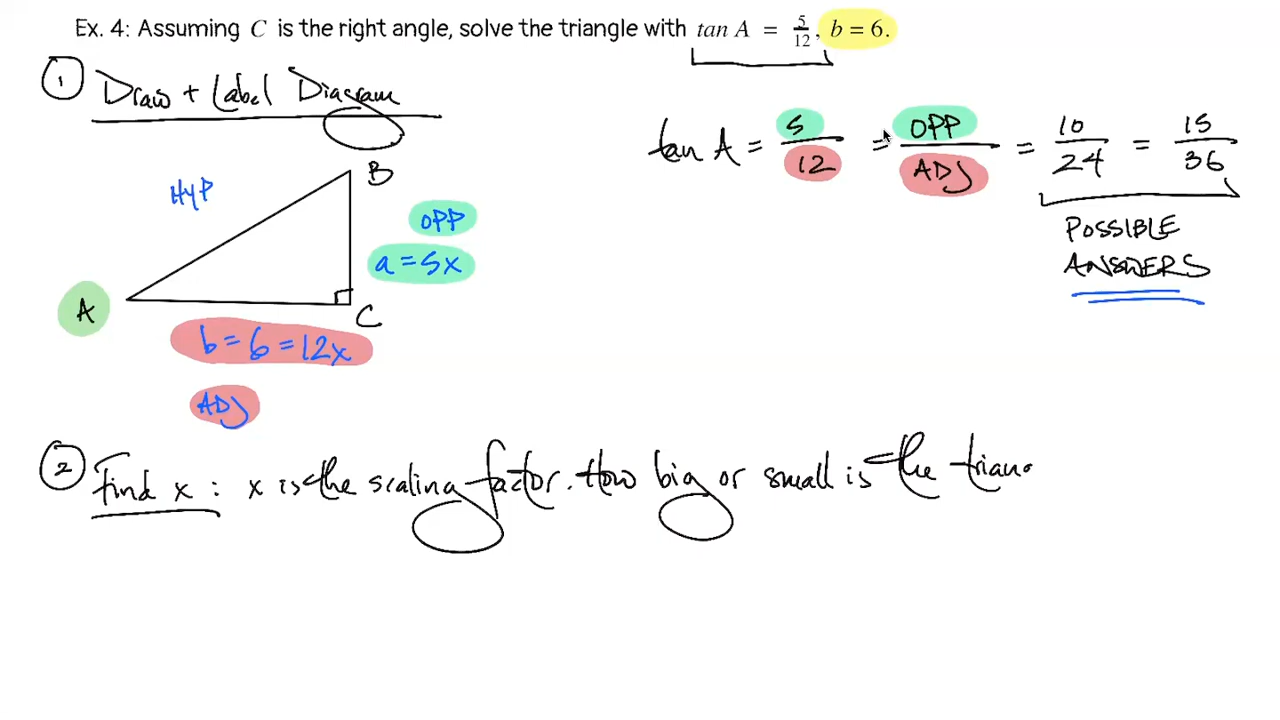 Ex. 4: Assuming C is the right angle, solve the triangle with tan A = 5/12, b = 6.
① Draw + Label Diagram
tan A = 5/12 = OPP/ADJ = 10/24 = 15/36
POSSIBLE
ANSWERS
B
HYP
OPP
a = 5x
A
C
b = 6 = 12x
ADJ
② Find x : x is the scaling factor. How big or small is the triang